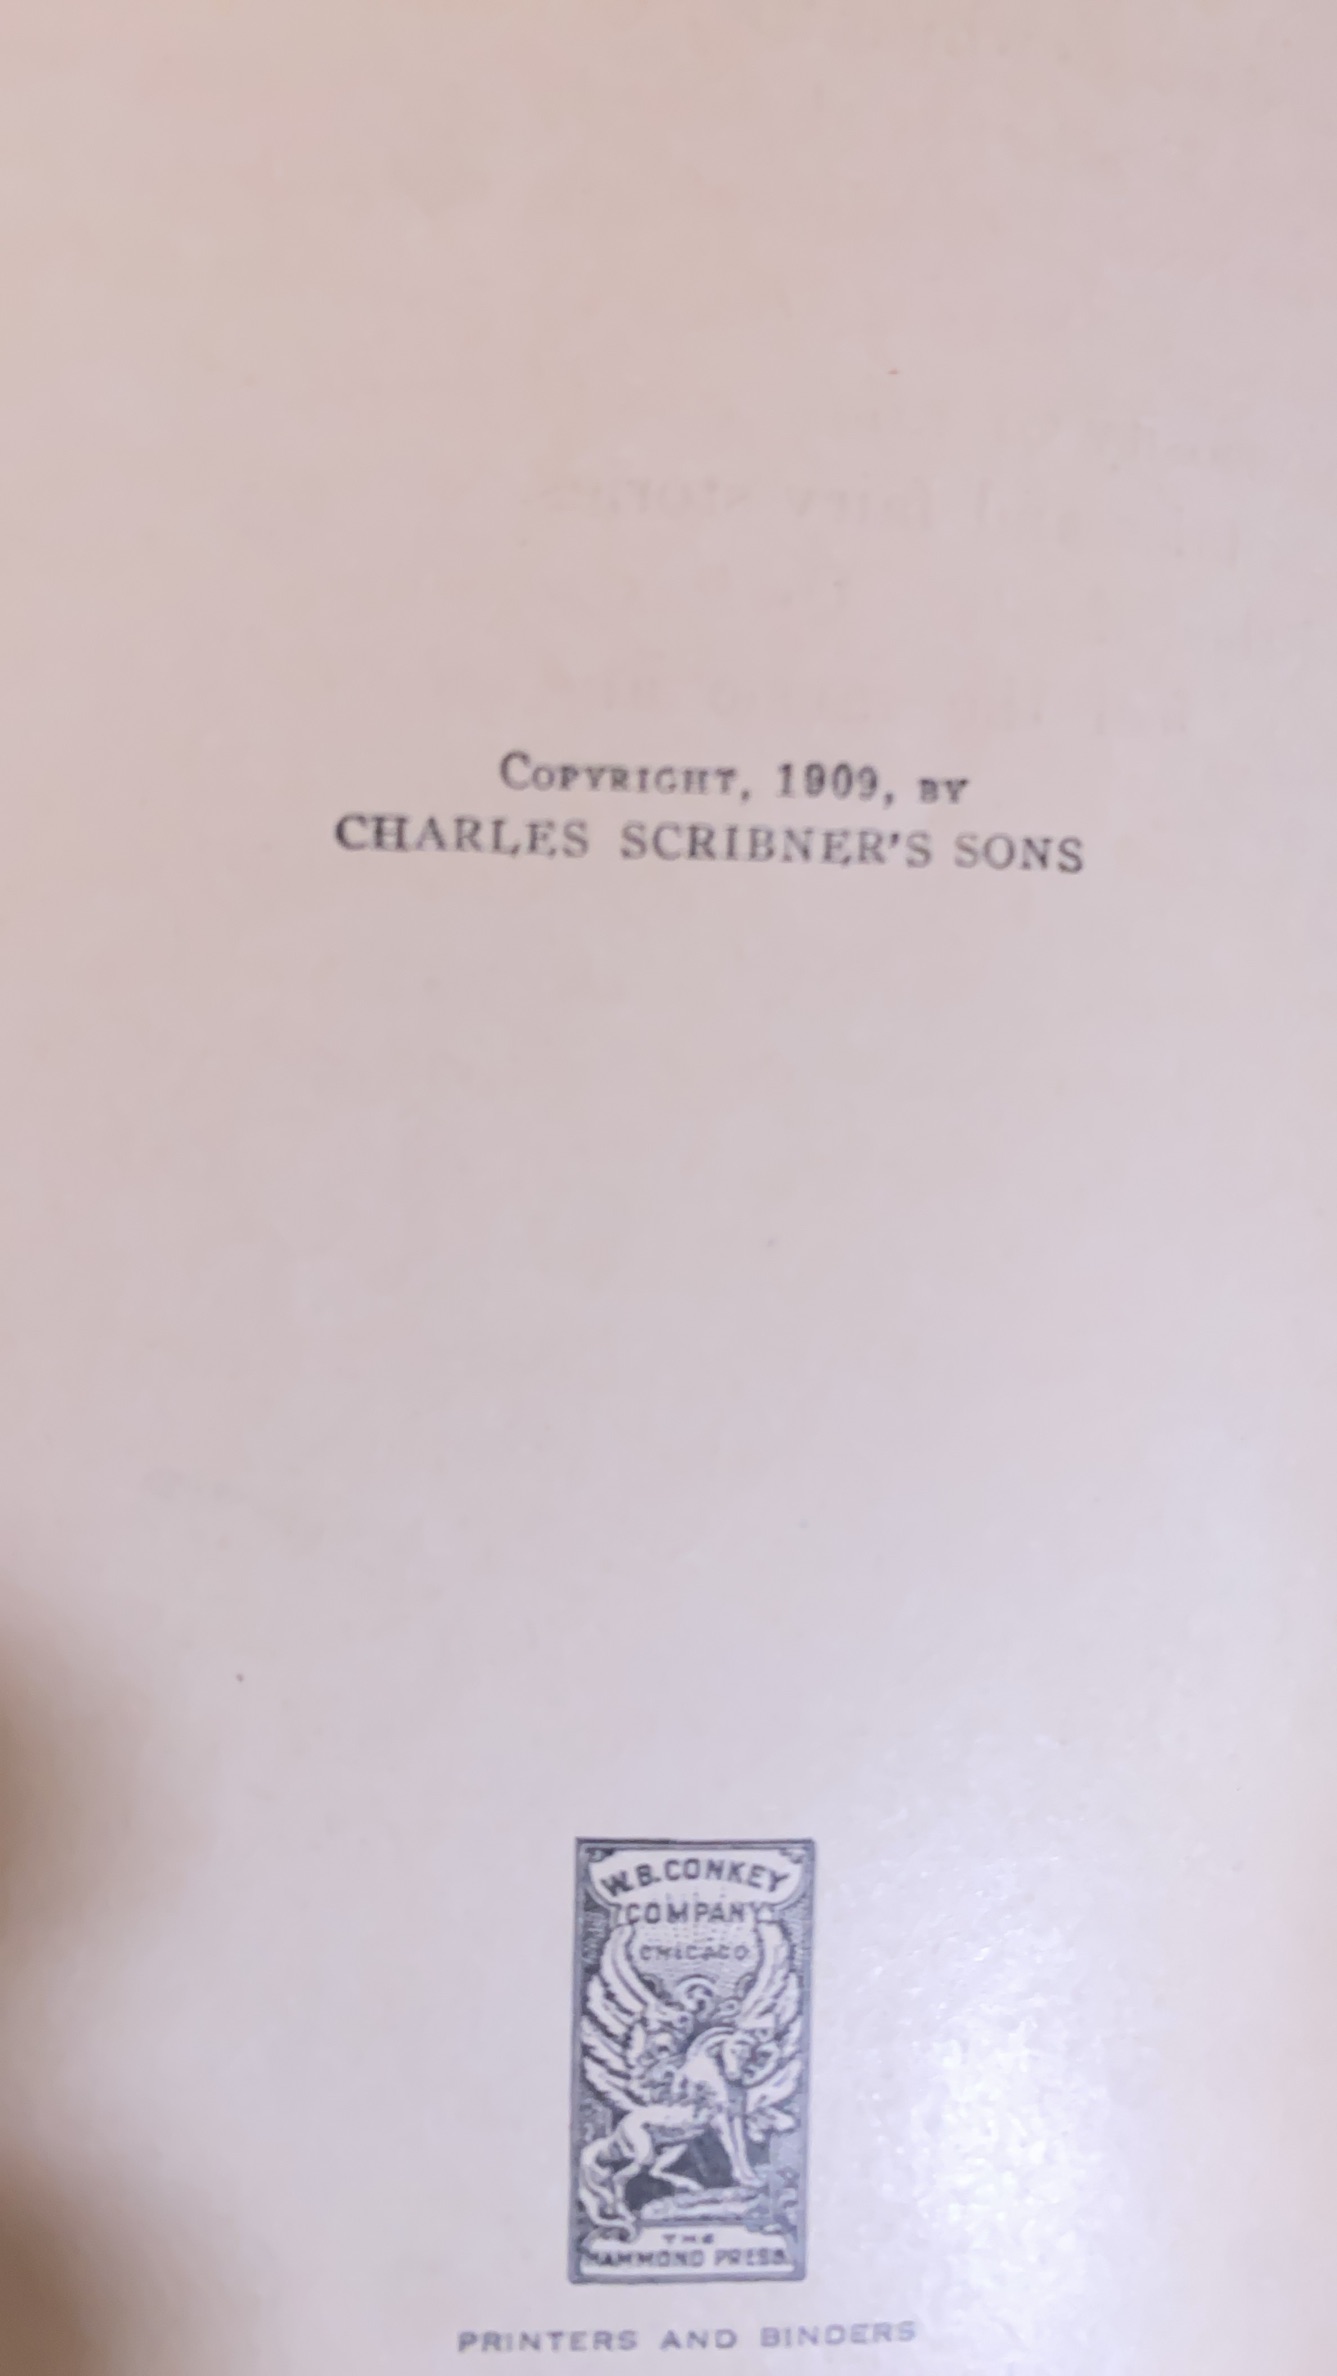 COPYRIGHT, 1909, BY
CHARLES SCRIBNER'S SONS
W.B. CONKEY
COMPANY
CHICAGO
THE
HAMMOND PRESS
PRINTERS AND BINDERS